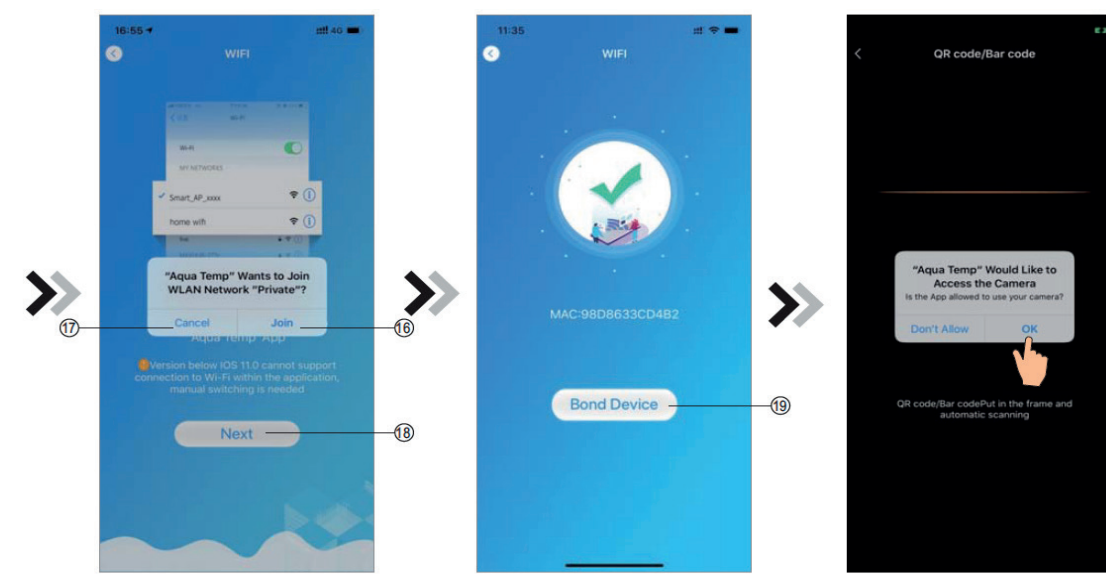 16:55
4G
WIFI
Wi-Fi
Wi-Fi
MY NETWORKS
Smart_AP_xxxx
home wifi
"Aqua Temp" Wants to Join
WLAN Network "Private"?
Cancel
Join
⑰
⑯
Aqua Temp App
Version below IOS 11.0 cannot support
connection to Wi-Fi within the application,
manual switching is needed
Next
⑱
11:35
WIFI
MAC:98D8633CD4B2
Bond Device
⑲
QR code/Bar code
"Aqua Temp" Would Like to
Access the Camera
Is the App allowed to use your camera?
Don't Allow
OK
QR code/Bar codePut in the frame and
automatic scanning